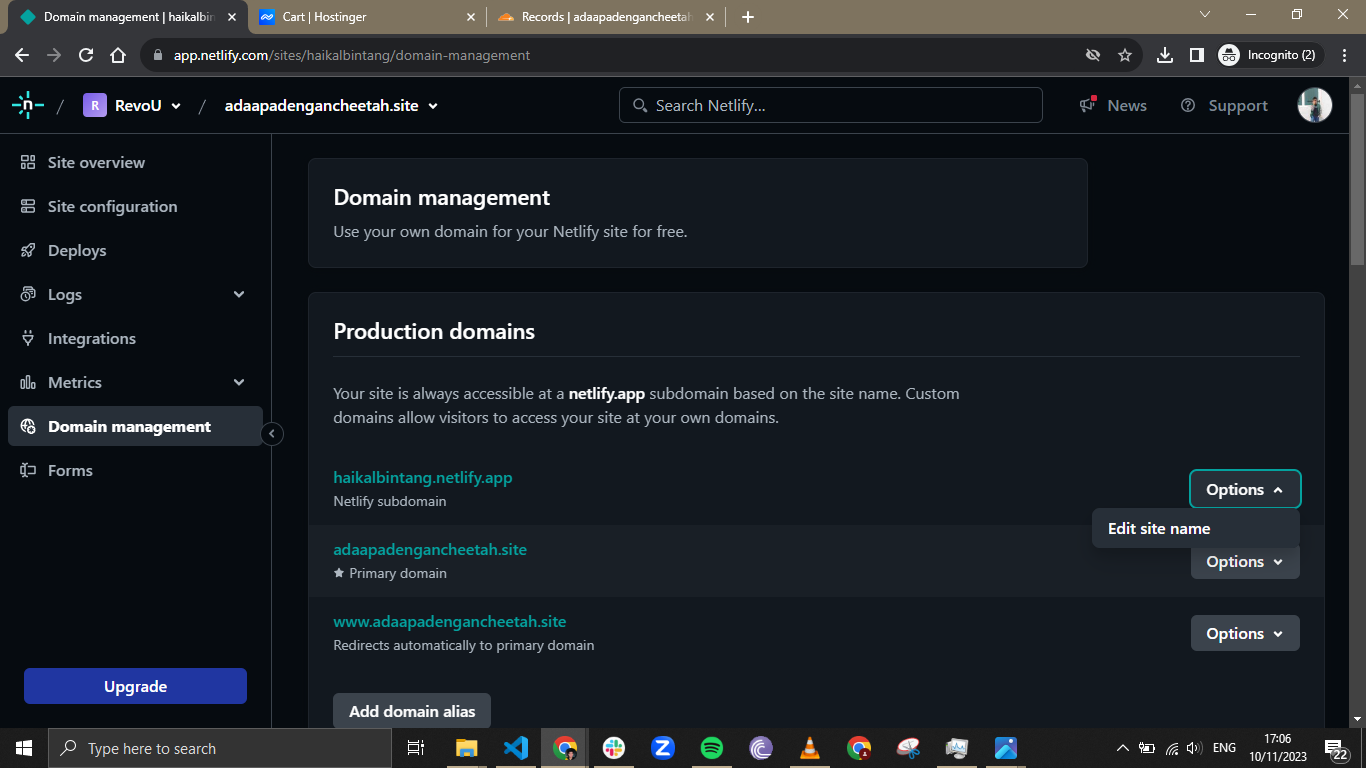 Domain management | haikalbin
Cart | Hostinger
Records | adaapadengancheetah
app.netlify.com/sites/haikalbintang/domain-management
Incognito (2)
n
/
R
RevoU
/
adaapadengancheetah.site
Search Netlify...
News
Support
Site overview
Site configuration
Deploys
Logs
Integrations
Metrics
Domain management
Forms
Upgrade
Domain management
Use your own domain for your Netlify site for free.
Production domains
Your site is always accessible at a netlify.app subdomain based on the site name. Custom
domains allow visitors to access your site at your own domains.
haikalbintang.netlify.app
Netlify subdomain
Options
Edit site name
adaapadengancheetah.site
Primary domain
Options
www.adaapadengancheetah.site
Redirects automatically to primary domain
Options
Add domain alias
Type here to search
ENG
17:06
10/11/2023
22